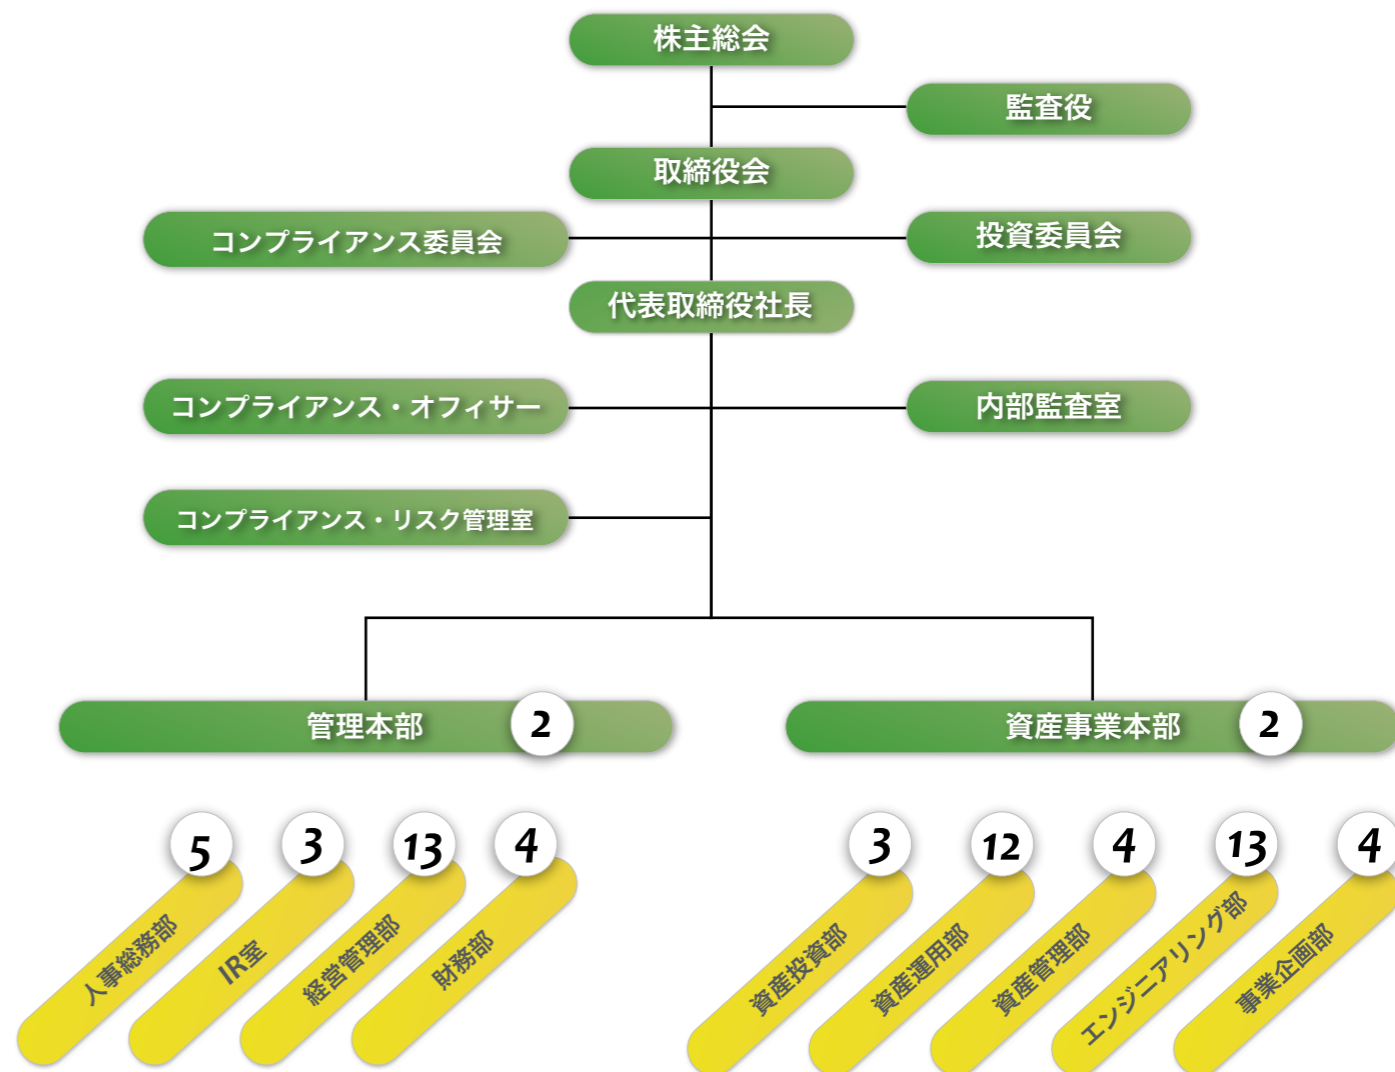 株主総会
監査役
取締役会
コンプライアンス委員会
投資委員会
代表取締役社長
コンプライアンス・オフィサー
内部監査室
コンプライアンス・リスク管理室
管理本部
2
資産事業本部
2
5
3
13
4
3
12
4
13
4
人事総務部
IR室
経営管理部
財務部
資産投資部
資産運用部
資産管理部
エンジニアリング部
事業企画部